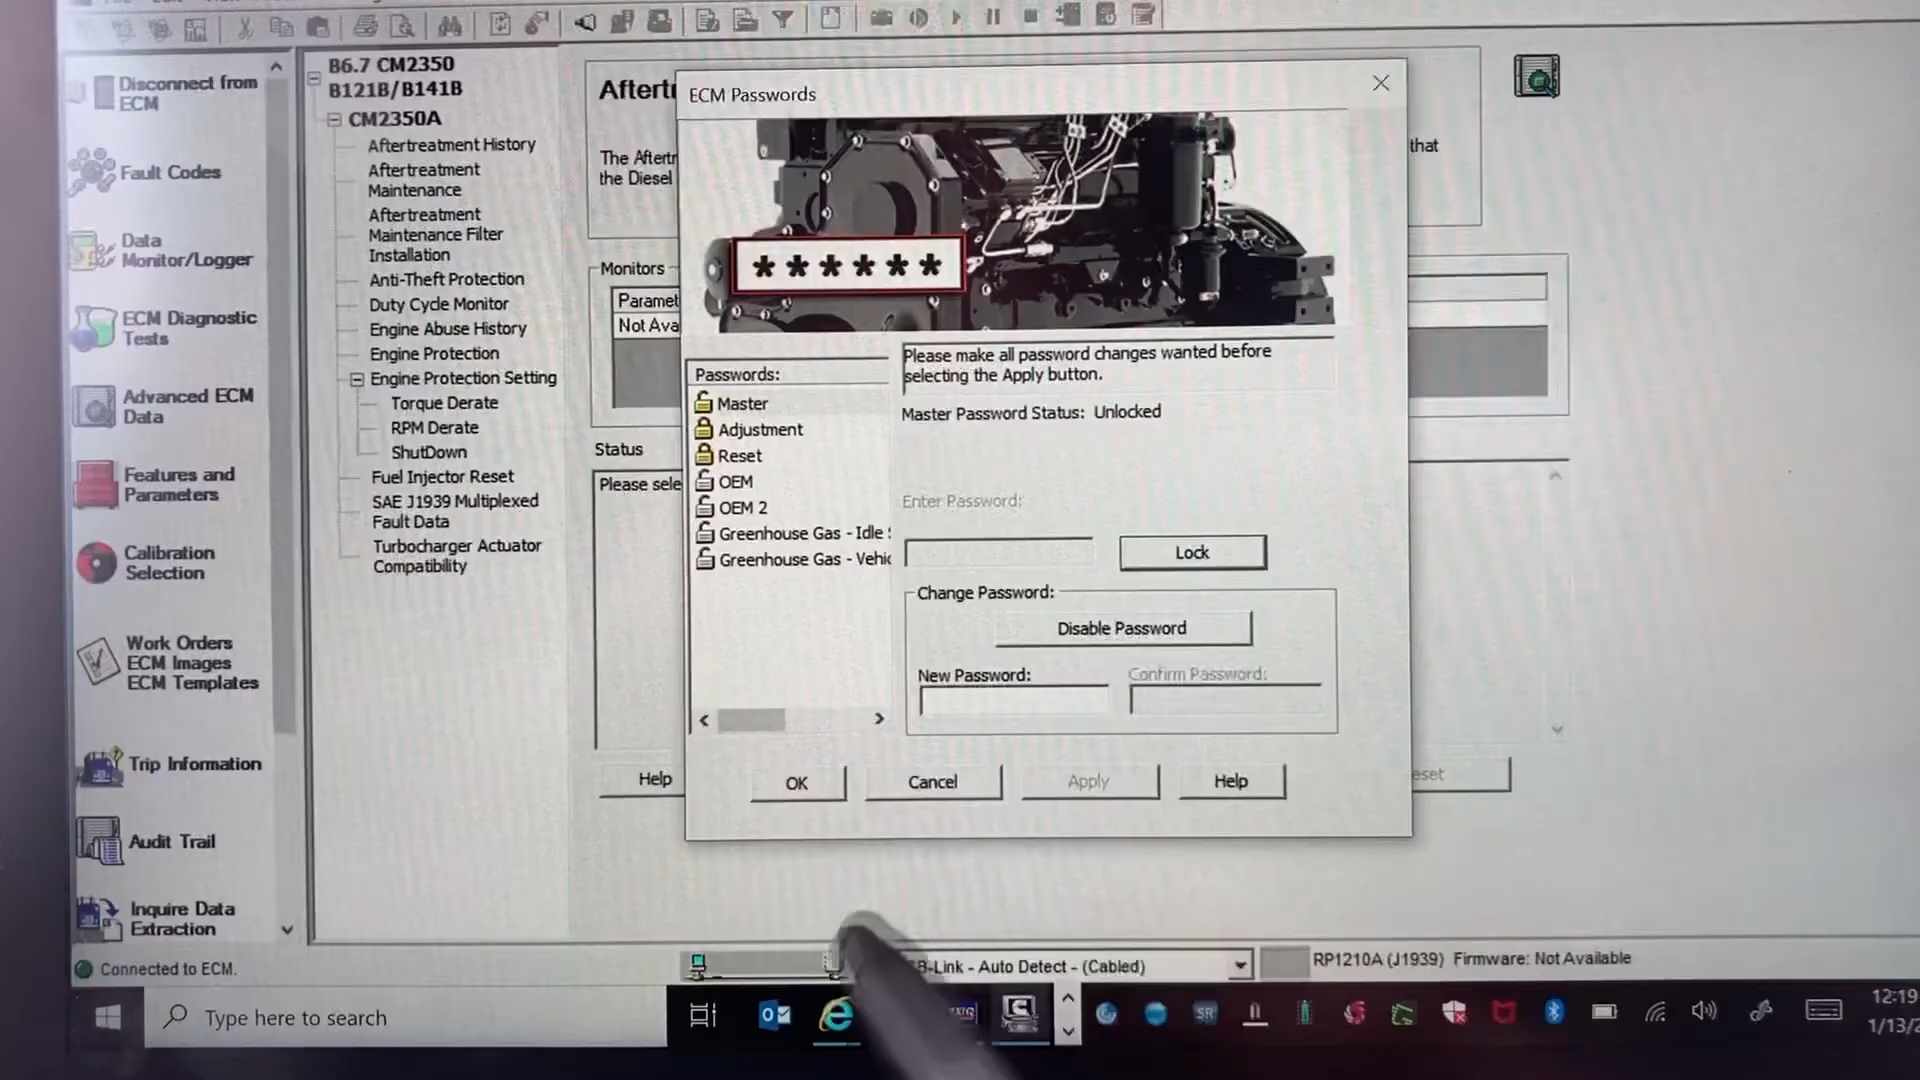 Disconnect from
ECM
Fault Codes
Data
Monitor/Logger
ECM Diagnostic
Tests
Advanced ECM
Data
Features and
Parameters
Calibration
Selection
Work Orders
ECM Images
ECM Templates
Trip Information
Audit Trail
Inquire Data
Extraction
Connected to ECM.
B6.7 CM2350
B121B/B141B
CM2350A
Aftertreatment History
Aftertreatment
Maintenance
Aftertreatment
Maintenance Filter
Installation
Anti-Theft Protection
Duty Cycle Monitor
Engine Abuse History
Engine Protection
Engine Protection Setting
Torque Derate
RPM Derate
ShutDown
Fuel Injector Reset
SAE J1939 Multiplexed
Fault Data
Turbocharger Actuator
Compatibility
Aftert
The Aftert
the Diesel
that
Monitors
Paramet
Not Ava
Status
Please sele
Help
eset
ECM Passwords
******
Passwords:
Master
Adjustment
Reset
OEM
OEM 2
Greenhouse Gas - Idle
Greenhouse Gas - Vehic
Please make all password changes wanted before
selecting the Apply button.
Master Password Status: Unlocked
Enter Password:
Lock
Change Password:
Disable Password
New Password:
Confirm Password:
OK
Cancel
Apply
Help
-Link - Auto Detect - (Cabled)
RP1210A (J1939) Firmware: Not Available
Type here to search
SR
12:19
1/13/2